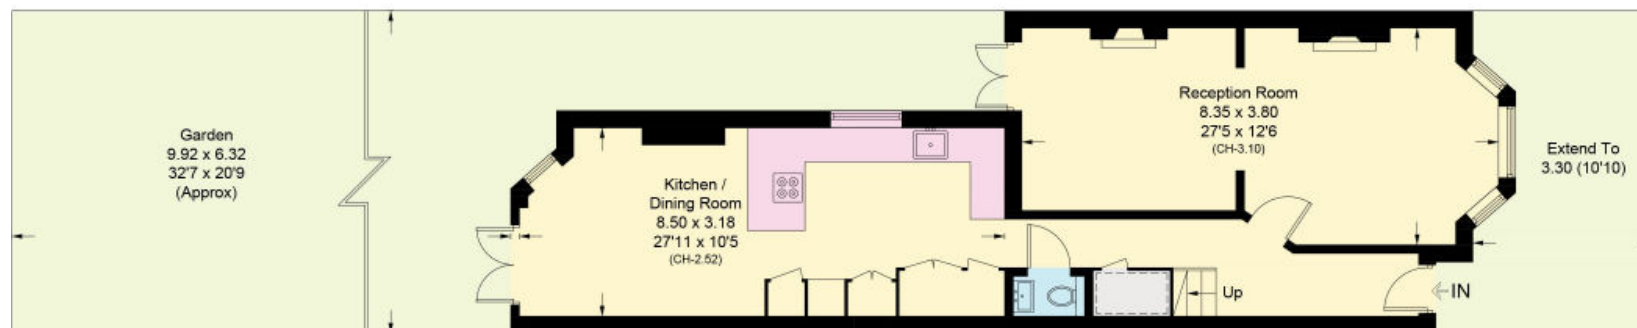 Garden
9.92 x 6.32
32'7 x 20'9
(Approx)
Kitchen /
Dining Room
8.50 x 3.18
27'11 x 10'5
(CH-2.52)
Reception Room
8.35 x 3.80
27'5 x 12'6
(CH-3.10)
Extend To
3.30 (10'10)
Up
IN